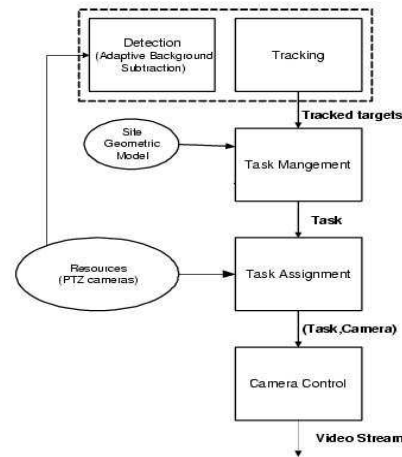 Detection
(Adaptive Background
Subtraction)
Tracking
Tracked targets
Site
Geometric
Model
Task Mangement
Task
Resources
(PTZ cameras)
Task Assignment
(Task,Camera)
Camera Control
Video Stream